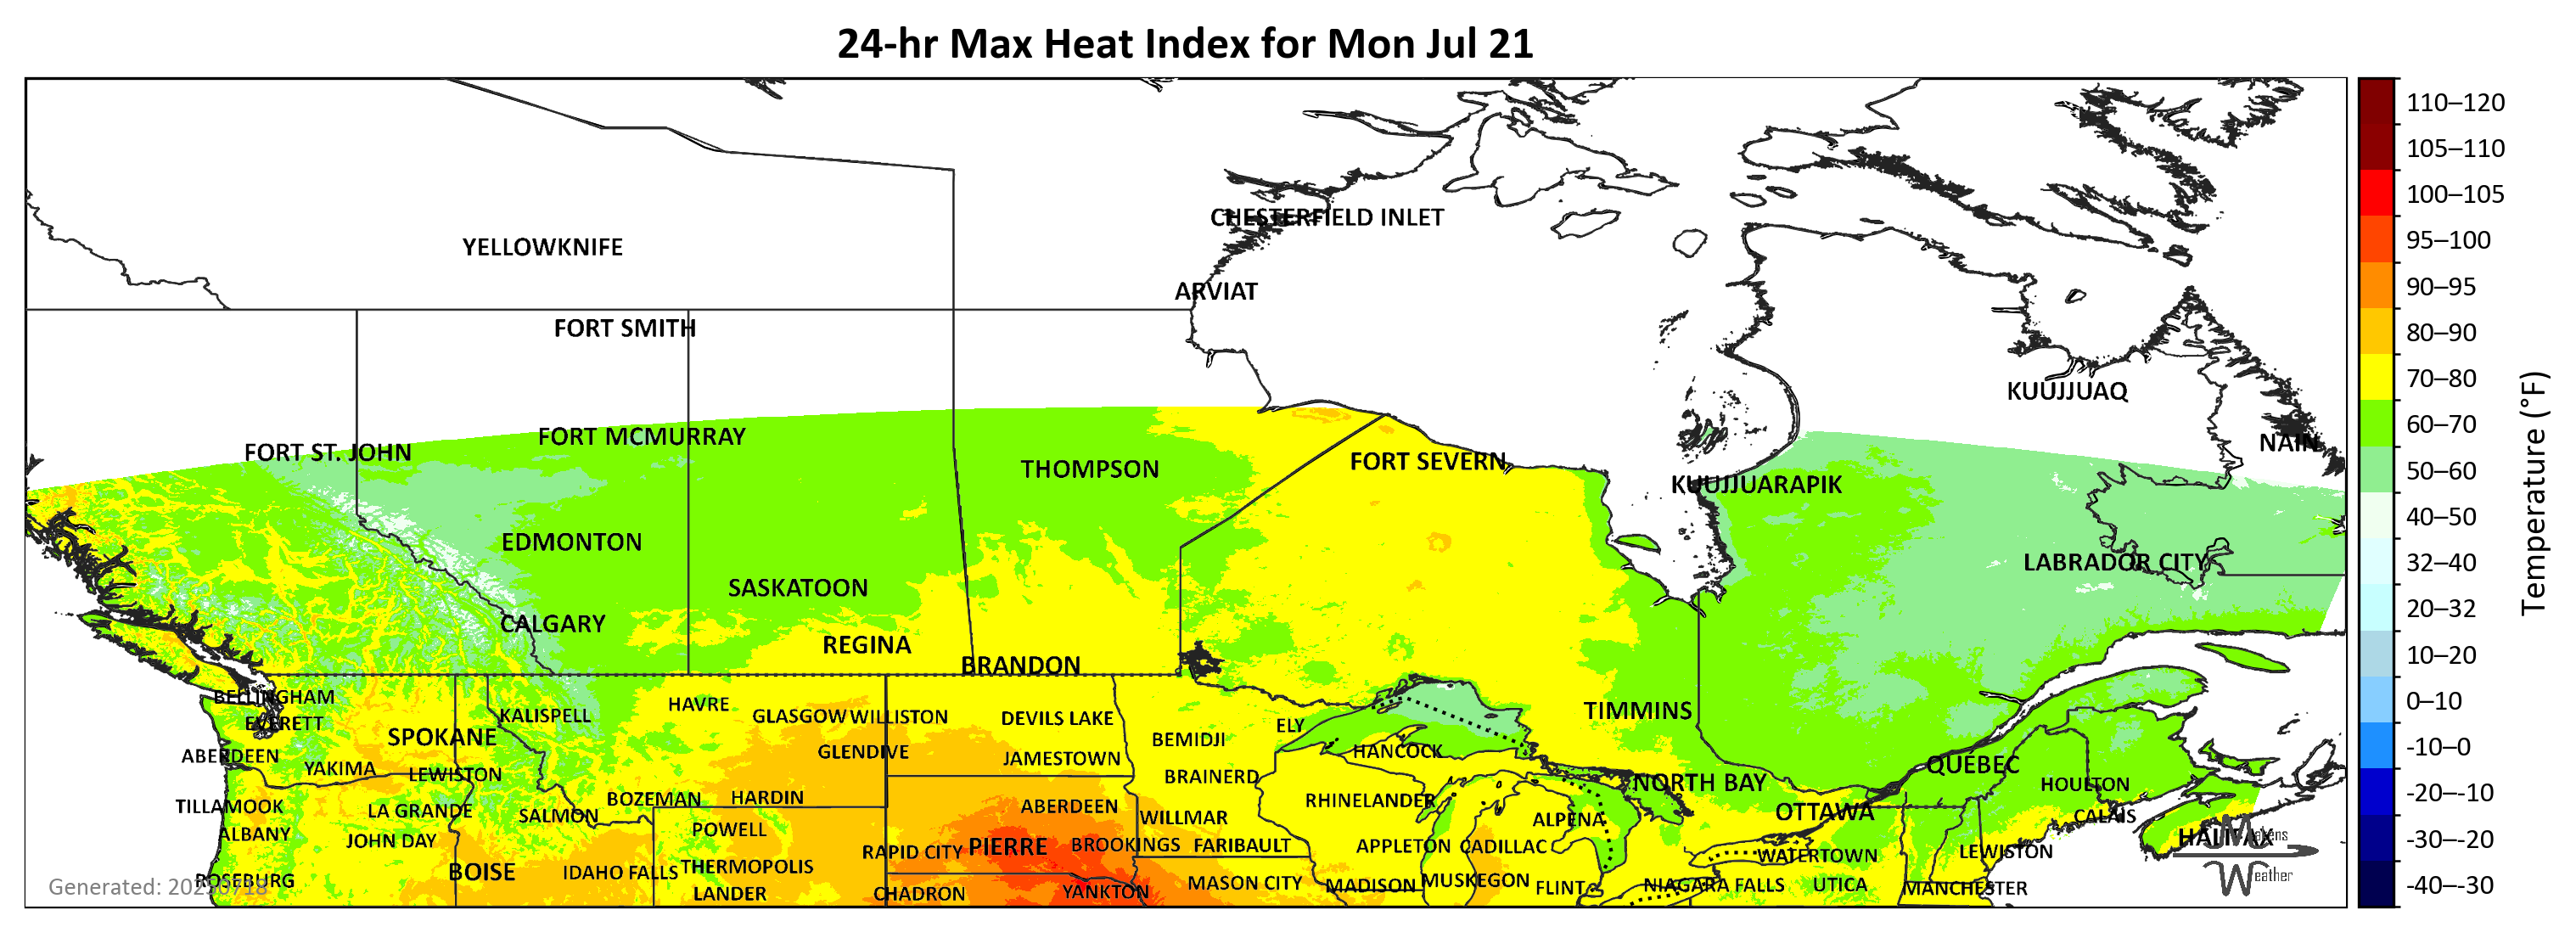 24-hr Max Heat Index for Mon Jul 21
110–120
105–110
100–105
95–100
90–95
80–90
70–80
60–70
50–60
40–50
32–40
20–32
10–20
0–10
-10–0
-20–-10
-30–-20
-40–-30
Temperature (°F)
CHESTERFIELD INLET
YELLOWKNIFE
ARVIAT
FORT SMITH
KUUJJUAQ
FORT MCMURRAY
NAIN
FORT ST. JOHN
FORT SEVERN
THOMPSON
KUUJJUARAPIK
EDMONTON
LABRADOR CITY
SASKATOON
CALGARY
REGINA
BRANDON
BELLINGHAM
HAVRE
TIMMINS
KALISPELL
GLASGOW
WILLISTON
DEVILS LAKE
EVERETT
ELY
SPOKANE
BEMIDJI
HANCOCK
GLENDIVE
ABERDEEN
JAMESTOWN
QUÉBEC
YAKIMA
LEWISTON
BRAINERD
NORTH BAY
HOULTON
BOZEMAN
HARDIN
RHINELANDER
TILLAMOOK
ABERDEEN
LA GRANDE
OTTAWA
SALMON
WILLMAR
ALPENA
CALAIS
ALBANY
POWELL
HALIFAX
JOHN DAY
PIERRE
BROOKINGS
FARIBAULT
APPLETON
CADILLAC
RAPID CITY
WATERTOWN
LEWISTON
THERMOPOLIS
BOISE
IDAHO FALLS
ROSEBURG
MASON CITY
MADISON
MUSKEGON
FLINT
NIAGARA FALLS
UTICA
MANCHESTER
LANDER
CHADRON
YANKTON
Generated: 20250718
Makens
Weather